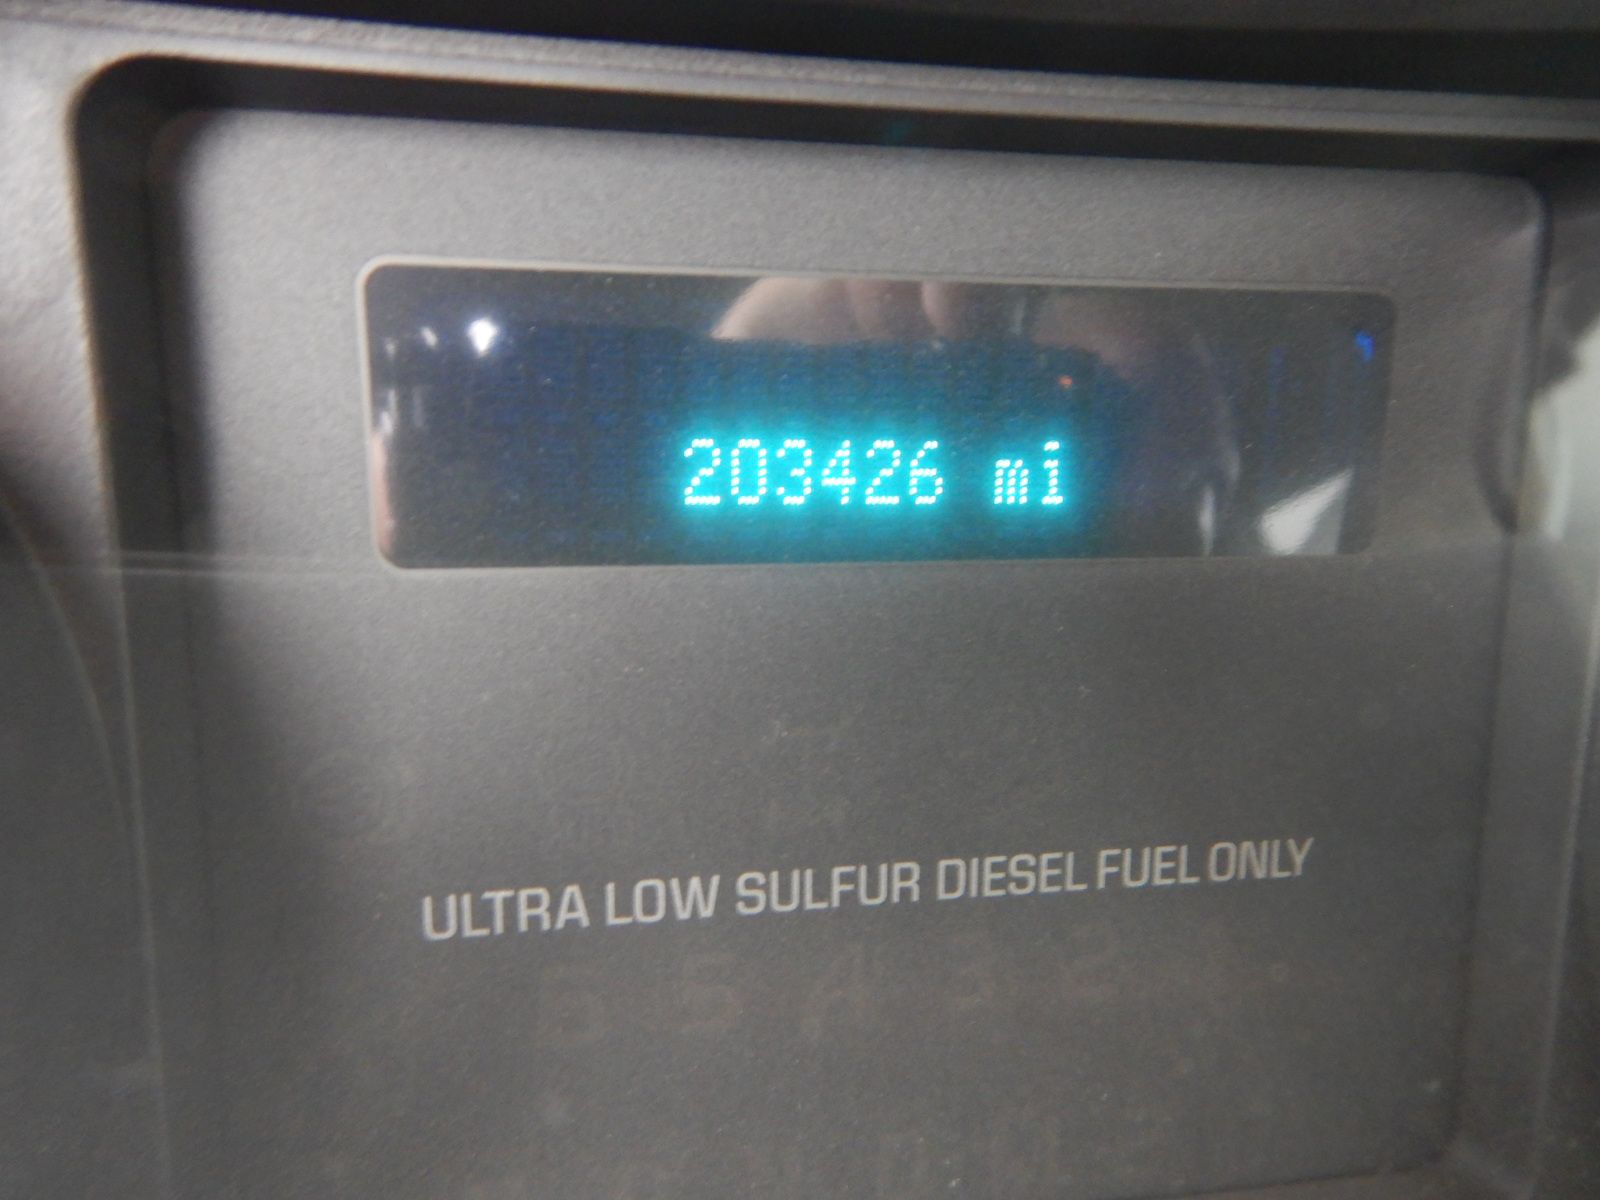 203426 mi
ULTRA LOW SULFUR DIESEL FUEL ONLY